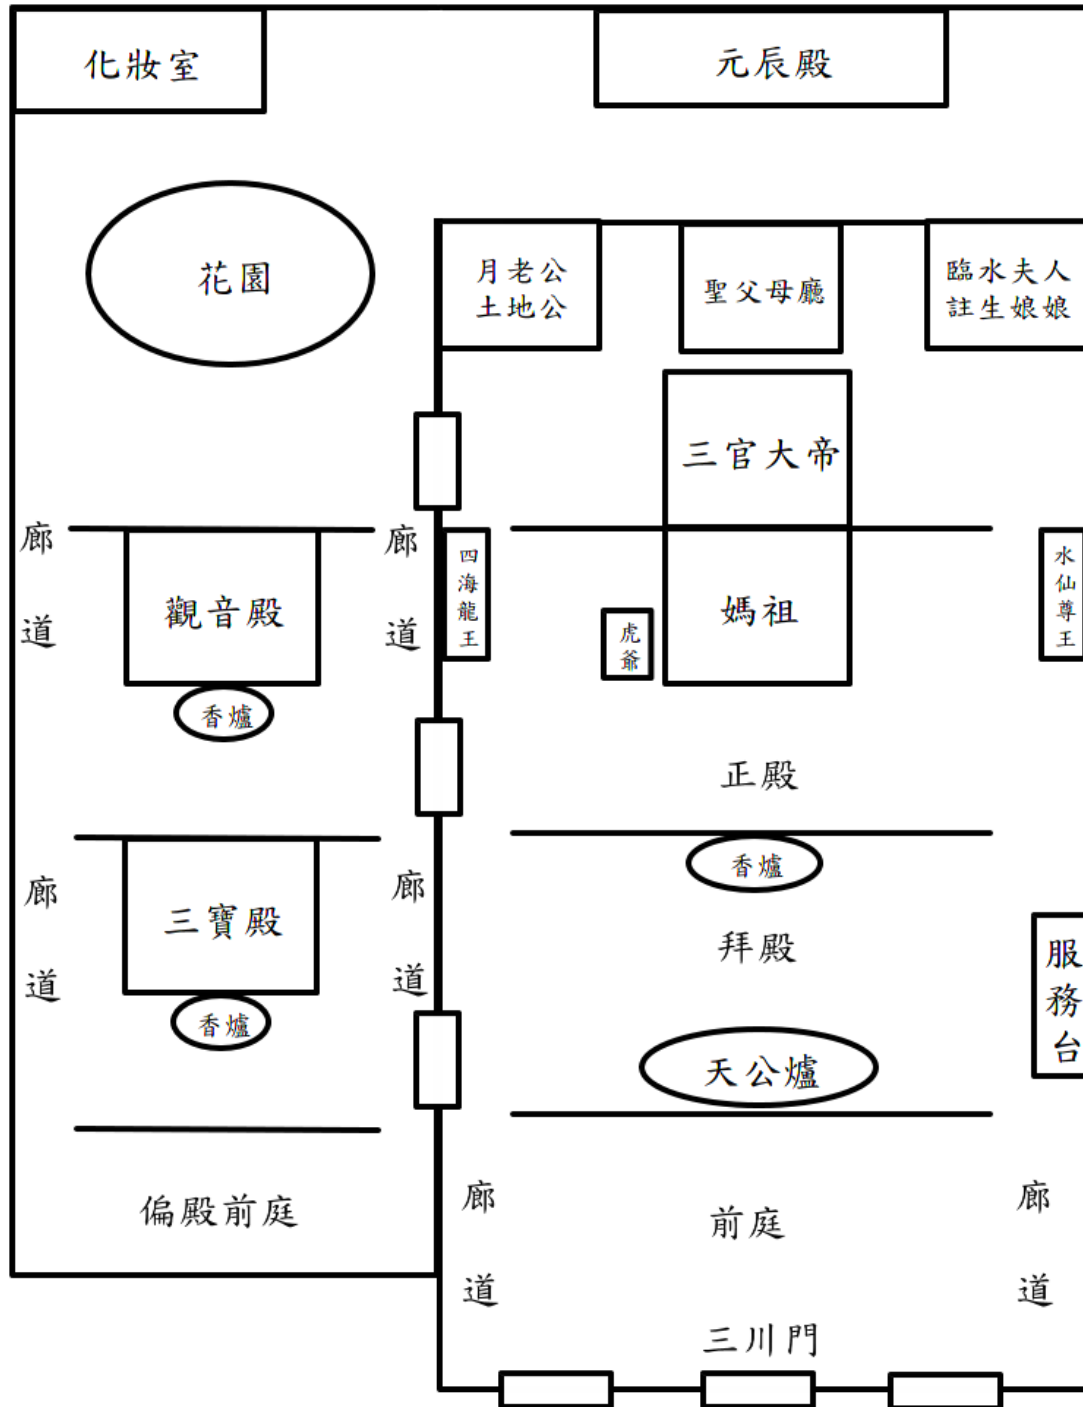 化妝室
元辰殿
花園
月老公
土地公
聖父母廳
臨水夫人
註生娘娘
三官大帝
廊道
觀音殿
廊道
四海龍王
虎爺
媽祖
水仙尊王
香爐
正殿
廊道
三寶殿
廊道
香爐
拜殿
服務台
香爐
天公爐
偏殿前庭
廊道
前庭
廊道
三川門